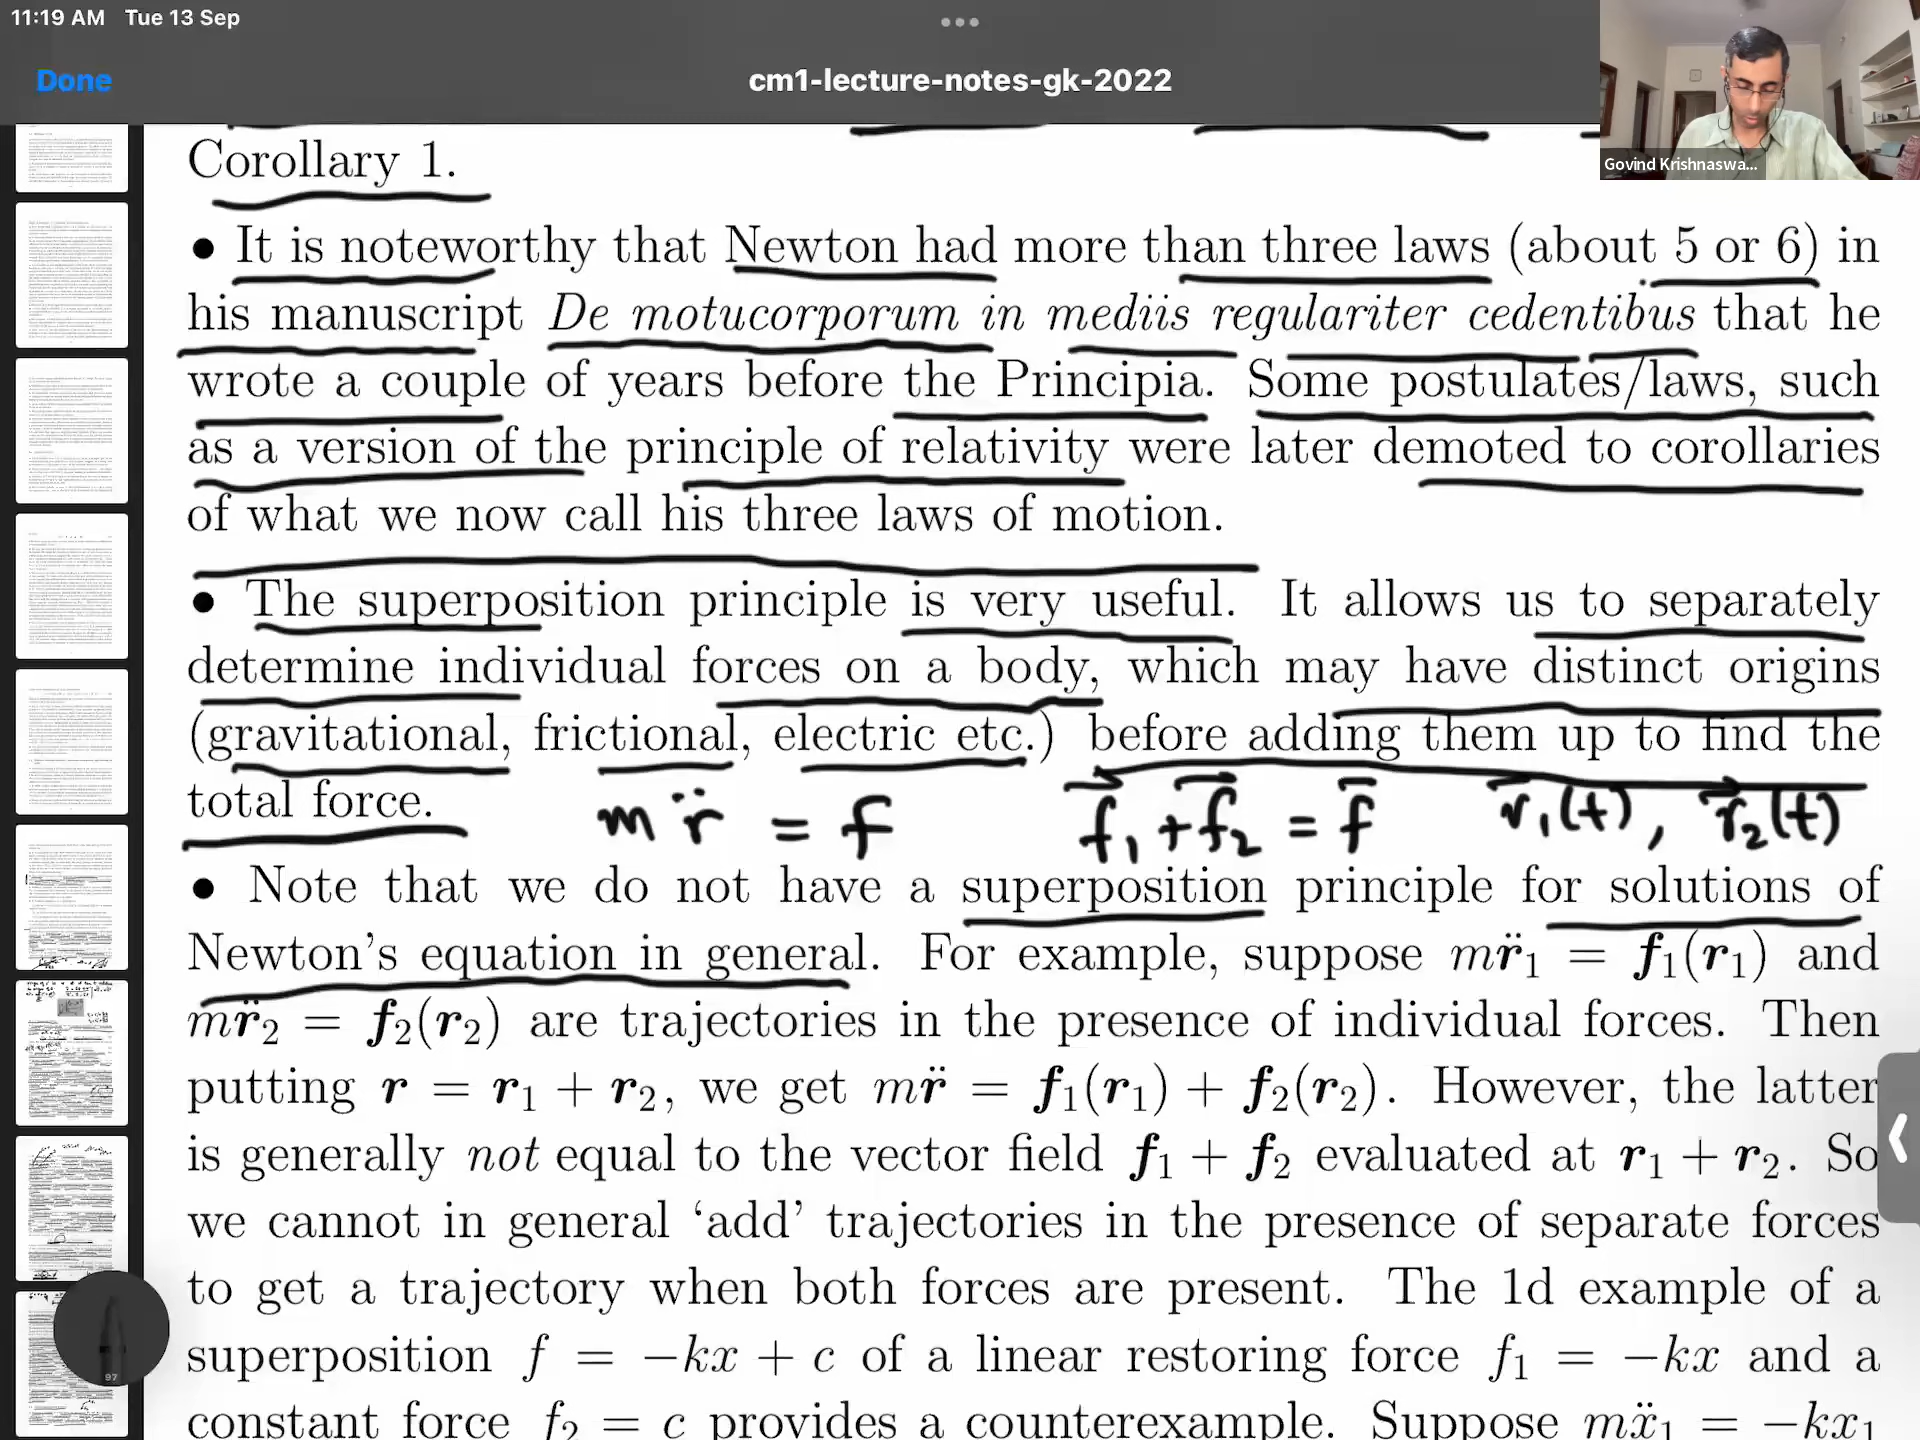 11:19 AM Tue 13 Sep
Done
cm1-lecture-notes-gk-2022
Govind Krishnaswa...
Corollary 1.
• It is noteworthy that Newton had more than three laws (about 5 or 6) in
his manuscript De motucorporum in mediis regulariter cedentibus that he
wrote a couple of years before the Principia. Some postulates/laws, such
as a version of the principle of relativity were later demoted to corollaries
of what we now call his three laws of motion.
• The superposition principle is very useful. It allows us to separately
determine individual forces on a body, which may have distinct origins
(gravitational, frictional, electric etc.) before adding them up to find the
total force.
m r̈ = f
f⃗₁ + f⃗₂ = f⃗
r⃗₁(t), r⃗₂(t)
• Note that we do not have a superposition principle for solutions of
Newton's equation in general. For example, suppose mr̈₁ = f₁(r₁) and
mr̈₂ = f₂(r₂) are trajectories in the presence of individual forces. Then
putting r = r₁ + r₂, we get mr̈ = f₁(r₁) + f₂(r₂). However, the latter
is generally not equal to the vector field f₁ + f₂ evaluated at r₁ + r₂. So
we cannot in general ‘add’ trajectories in the presence of separate forces
to get a trajectory when both forces are present. The 1d example of a
superposition f = −kx + c of a linear restoring force f₁ = −kx and a
constant force f₂ = c provides a counterexample. Suppose mẍ₁ = −kx₁
97